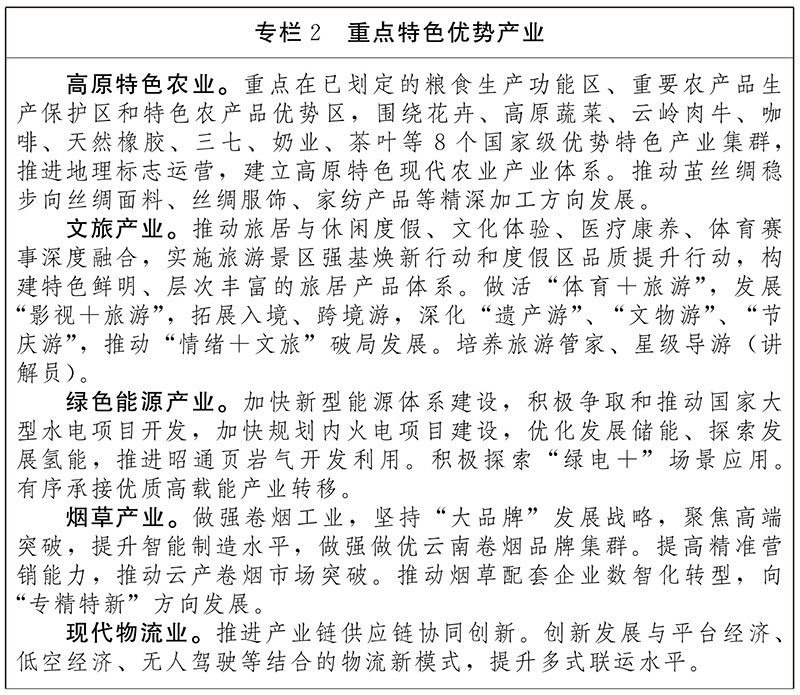 专栏2 重点特色优势产业
高原特色农业。重点在已划定的粮食生产功能区、重要农产品生
产保护区和特色农产品优势区，围绕花卉、高原蔬菜、云岭肉牛、咖
啡、天然橡胶、三七、奶业、茶叶等8个国家级优势特色产业集群，
推进地理标志运营，建立高原特色现代农业产业体系。推动茧丝绸稳
步向丝绸面料、丝绸服饰、家纺产品等精深加工方向发展。
文旅产业。推动旅居与休闲度假、文化体验、医疗康养、体育赛
事深度融合，实施旅游景区强基焕新行动和度假区品质提升行动，构
建特色鲜明、层次丰富的旅居产品体系。做活“体育＋旅游”，发展
“影视＋旅游”，拓展入境、跨境游，深化“遗产游”、“文物游”、“节
庆游”，推动“情绪＋文旅”破局发展。培养旅游管家、星级导游（讲
解员）。
绿色能源产业。加快新型能源体系建设，积极争取和推动国家大
型水电项目开发，加快规划内火电项目建设，优化发展储能、探索发
展氢能，推进昭通页岩气开发利用。积极探索“绿电＋”场景应用。
有序承接优质高载能产业转移。
烟草产业。做强卷烟工业，坚持“大品牌”发展战略，聚焦高端
突破，提升智能制造水平，做强做优云南卷烟品牌集群。提高精准营
销能力，推动云产卷烟市场突破。推动烟草配套企业数智化转型，向
“专精特新”方向发展。
现代物流业。推进产业链供应链协同创新。创新发展与平台经济、
低空经济、无人驾驶等结合的物流新模式，提升多式联运水平。